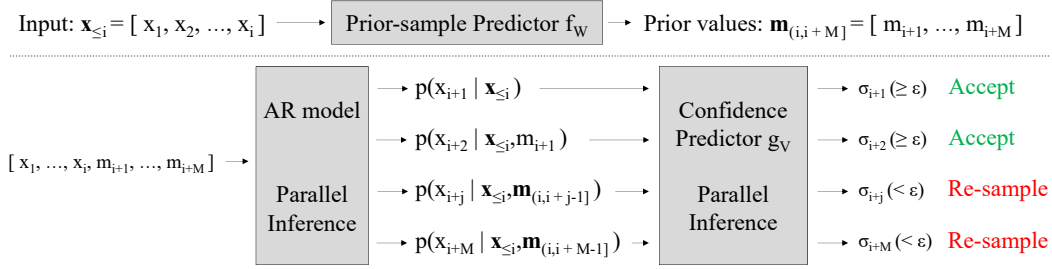 Input: x≤i = [ x1, x2, ..., xi ] Prior-sample Predictor fW Prior values: m(i,i+M] = [ mi+1, ..., mi+M]
AR model
Parallel
Inference
[ x1, ..., xi, mi+1, ..., mi+M ]
p(xi+1 | x≤i)
p(xi+2 | x≤i,mi+1)
p(xi+j | x≤i,m(i,i+j-1])
p(xi+M | x≤i,m(i,i+M-1])
Confidence
Predictor gV
Parallel
Inference
σi+1 (≥ ε) Accept
σi+2 (≥ ε) Accept
σi+j (< ε) Re-sample
σi+M (< ε) Re-sample